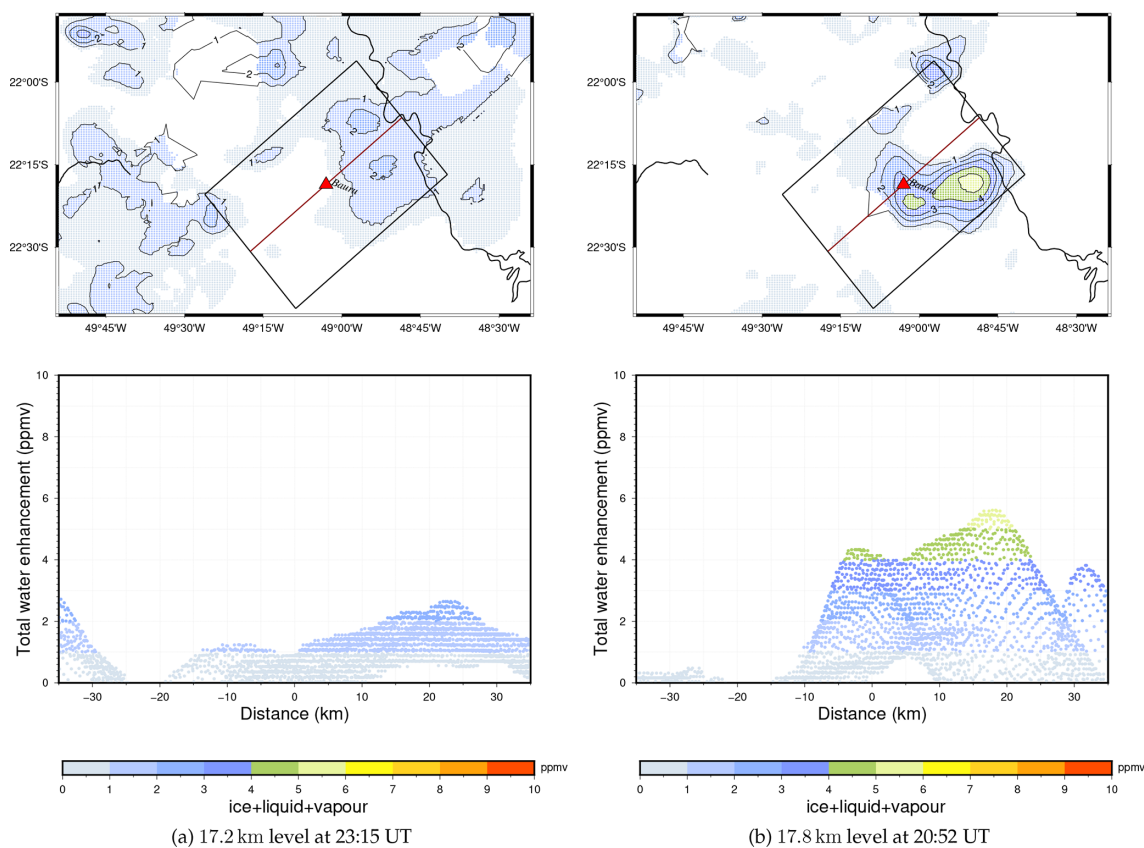 22°00'S
22°15'S
22°30'S
49°45'W 49°30'W 49°15'W 49°00'W 48°45'W 48°30'W
Bauru
22°00'S
22°15'S
22°30'S
49°45'W 49°30'W 49°15'W 49°00'W 48°45'W 48°30'W
Bauru
Total water enhancement (ppmv)
10
8
6
4
2
0
−30 −20 −10 0 10 20 30
Distance (km)
Total water enhancement (ppmv)
10
8
6
4
2
0
−30 −20 −10 0 10 20 30
Distance (km)
ppmv
0 1 2 3 4 5 6 7 8 9 10
ice+liquid+vapour
ppmv
0 1 2 3 4 5 6 7 8 9 10
ice+liquid+vapour
(a) 17.2 km level at 23:15 UT
(b) 17.8 km level at 20:52 UT